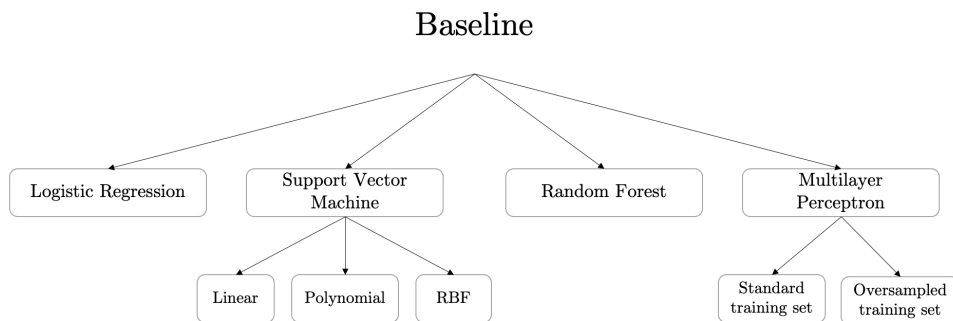 Baseline
Logistic Regression
Support Vector
Machine
Random Forest
Multilayer
Perceptron
Linear
Polynomial
RBF
Standard
training set
Oversampled
training set